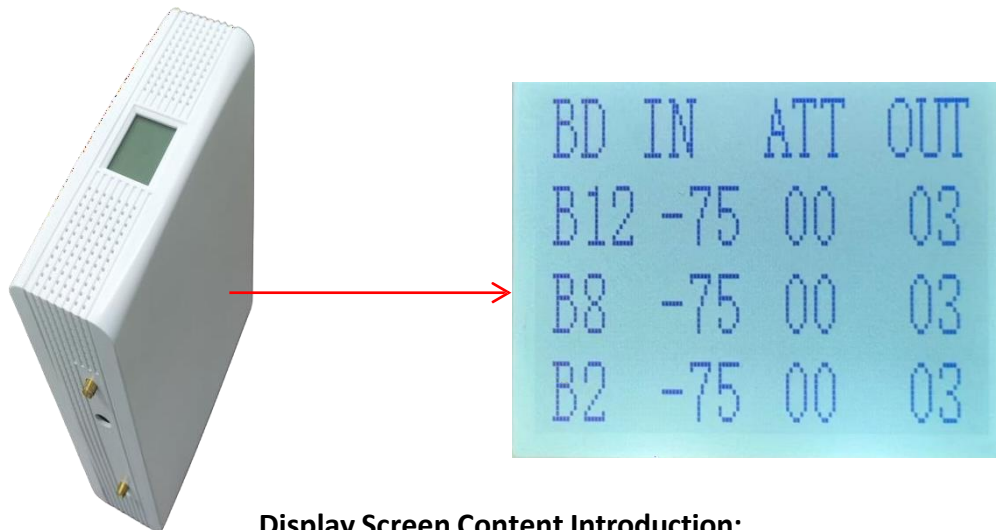 BD IN ATT OUT
B12 -75 00 03
B8 -75 00 03
B2 -75 00 03
Display Screen Content Introduction: